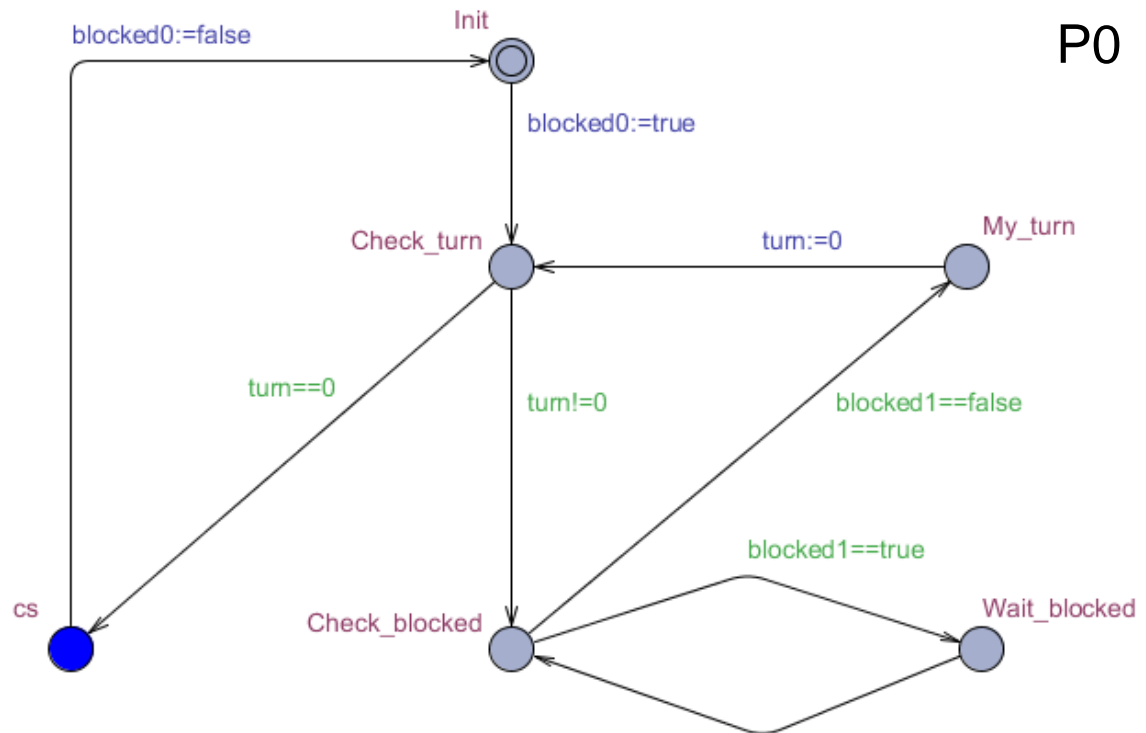 Init
P0
blocked0:=false
blocked0:=true
My_turn
Check_turn
turn:=0
turn==0
turn!=0
blocked1==false
blocked1==true
cs
Check_blocked
Wait_blocked